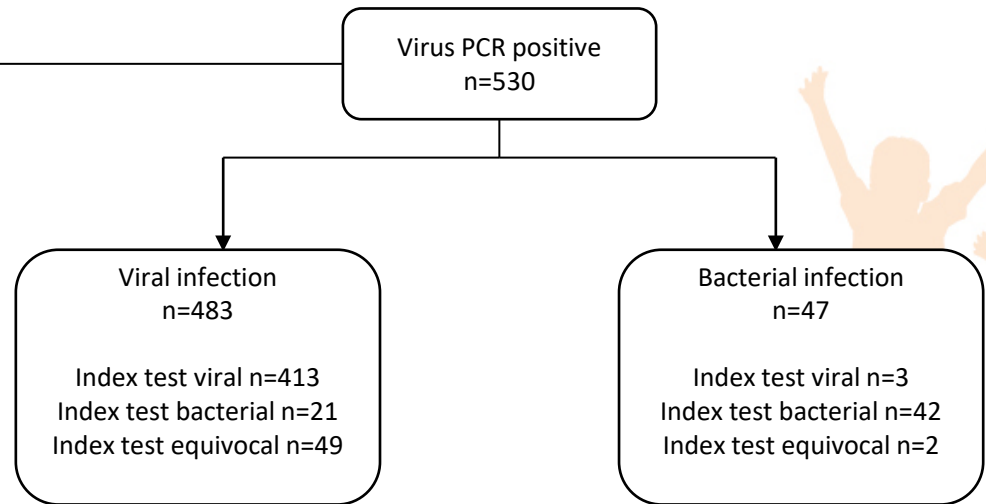 Virus PCR positive
n=530
Viral infection
n=483
Index test viral n=413
Index test bacterial n=21
Index test equivocal n=49
Bacterial infection
n=47
Index test viral n=3
Index test bacterial n=42
Index test equivocal n=2